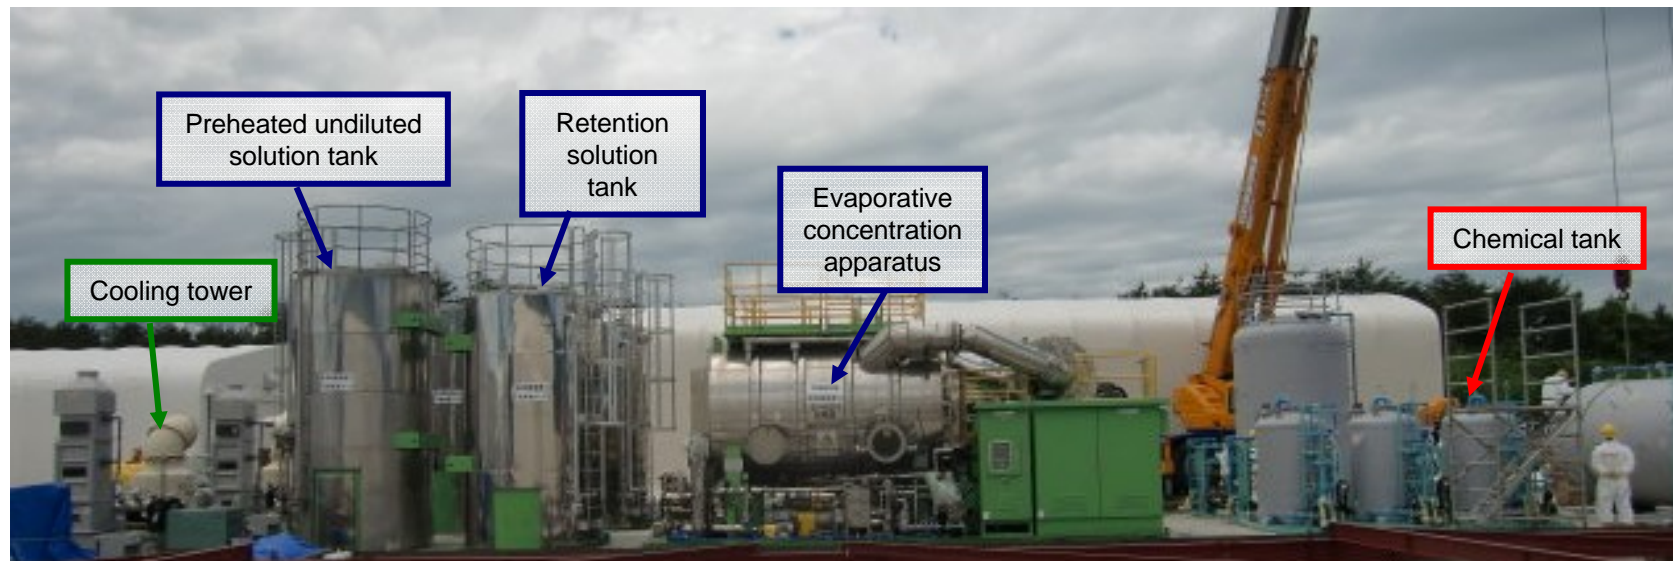 Preheated undiluted
solution tank
Retention
solution
tank
Evaporative
concentration
apparatus
Chemical tank
Cooling tower